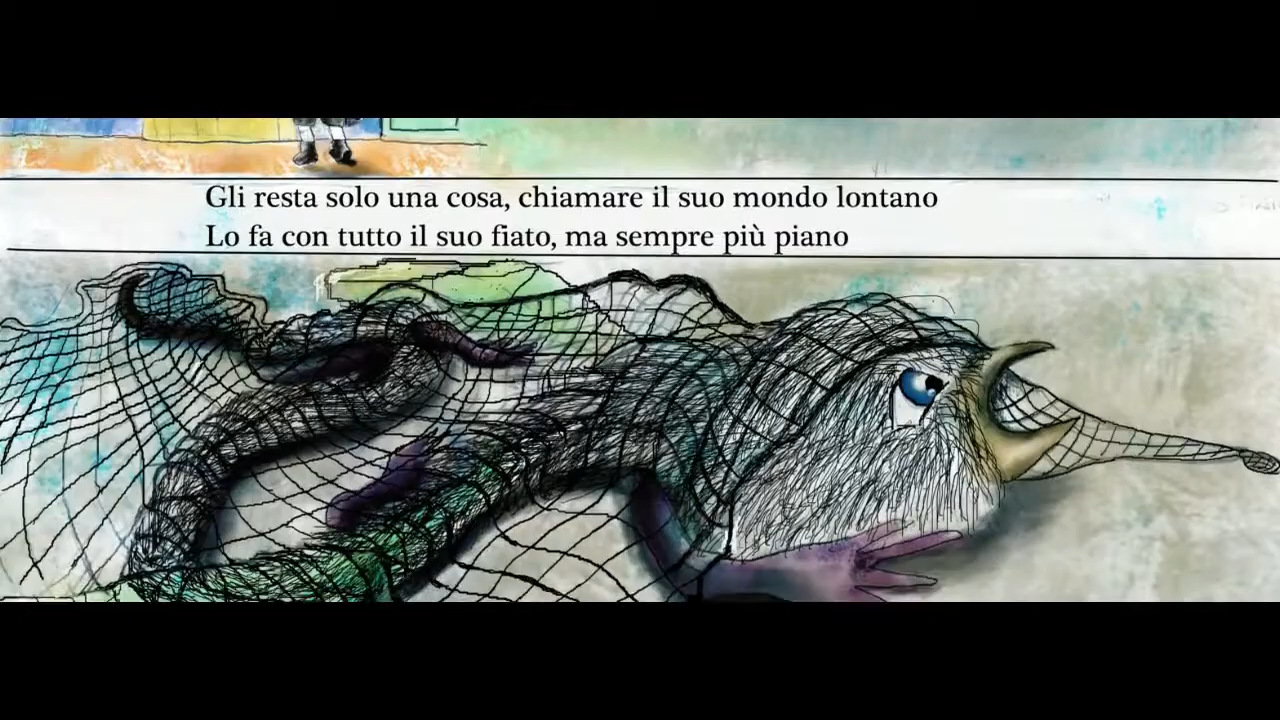 Gli resta solo una cosa, chiamare il suo mondo lontano
Lo fa con tutto il suo fiato, ma sempre più piano